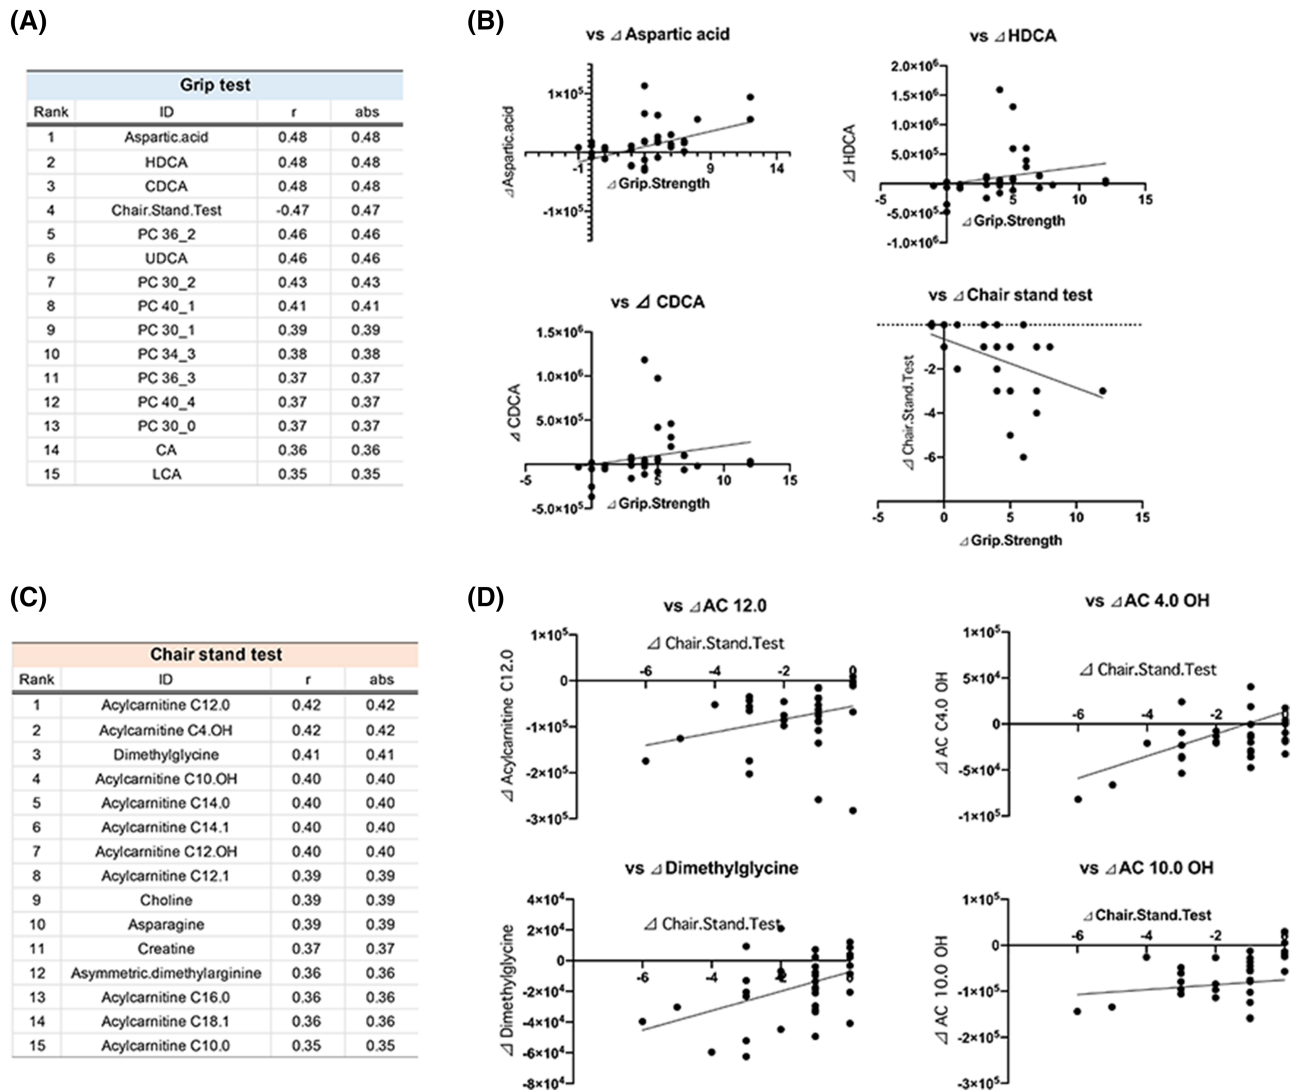 (A)
Grip test
Rank ID r abs
1 Aspartic.acid 0.48 0.48
2 HDCA 0.48 0.48
3 CDCA 0.48 0.48
4 Chair.Stand.Test -0.47 0.47
5 PC 36_2 0.46 0.46
6 UDCA 0.46 0.46
7 PC 30_2 0.43 0.43
8 PC 40_1 0.41 0.41
9 PC 30_1 0.39 0.39
10 PC 34_3 0.38 0.38
11 PC 36_3 0.37 0.37
12 PC 40_4 0.37 0.37
13 PC 30_0 0.37 0.37
14 CA 0.36 0.36
15 LCA 0.35 0.35
(B)
vs ⊿ Aspartic acid
⊿Aspartic.acid
1×10⁵
-1 9 14
⊿Grip.Strength
-1×10⁵
vs ⊿HDCA
⊿ HDCA
2.0×10⁶
1.5×10⁶
1.0×10⁶
5.0×10⁵
-5 5 10 15
-5.0×10⁵
⊿Grip.Strength
-1.0×10⁶
vs ⊿ CDCA
⊿ CDCA
1.5×10⁶
1.0×10⁶
5.0×10⁵
-5 5 10 15
-5.0×10⁵
⊿Grip.Strength
vs ⊿Chair stand test
⊿ Chair.Stand.Test
-2
-4
-6
-5 0 5 10 15
⊿Grip.Strength
(C)
Chair stand test
Rank ID r abs
1 Acylcarnitine C12.0 0.42 0.42
2 Acylcarnitine C4.OH 0.42 0.42
3 Dimethylglycine 0.41 0.41
4 Acylcarnitine C10.OH 0.40 0.40
5 Acylcarnitine C14.0 0.40 0.40
6 Acylcarnitine C14.1 0.40 0.40
7 Acylcarnitine C12.OH 0.40 0.40
8 Acylcarnitine C12.1 0.39 0.39
9 Choline 0.39 0.39
10 Asparagine 0.39 0.39
11 Creatine 0.37 0.37
12 Asymmetric.dimethylarginine 0.36 0.36
13 Acylcarnitine C16.0 0.36 0.36
14 Acylcarnitine C18.1 0.36 0.36
15 Acylcarnitine C10.0 0.35 0.35
(D)
vs ⊿AC 12.0
⊿ Acylcarnitine C12.0
1×10⁵
⊿ Chair.Stand.Test
-6 -4 -2 0
0
-1×10⁵
-2×10⁵
-3×10⁵
vs ⊿AC 4.0 OH
⊿ AC C4.0 OH
1×10⁵
⊿ Chair.Stand.Test
5×10⁴
-6 -4 -2
0
-5×10⁴
-1×10⁵
vs ⊿Dimethylglycine
⊿ Dimethylglycine
4×10⁴
⊿ Chair.Stand.Test
2×10⁴
0
-6 -4 -2 0
-2×10⁴
-4×10⁴
-6×10⁴
-8×10⁴
vs ⊿AC 10.0 OH
⊿ AC 10.0 OH
1×10⁵
⊿Chair.Stand.Test
-6 -4 -2
0
-1×10⁵
-2×10⁵
-3×10⁵